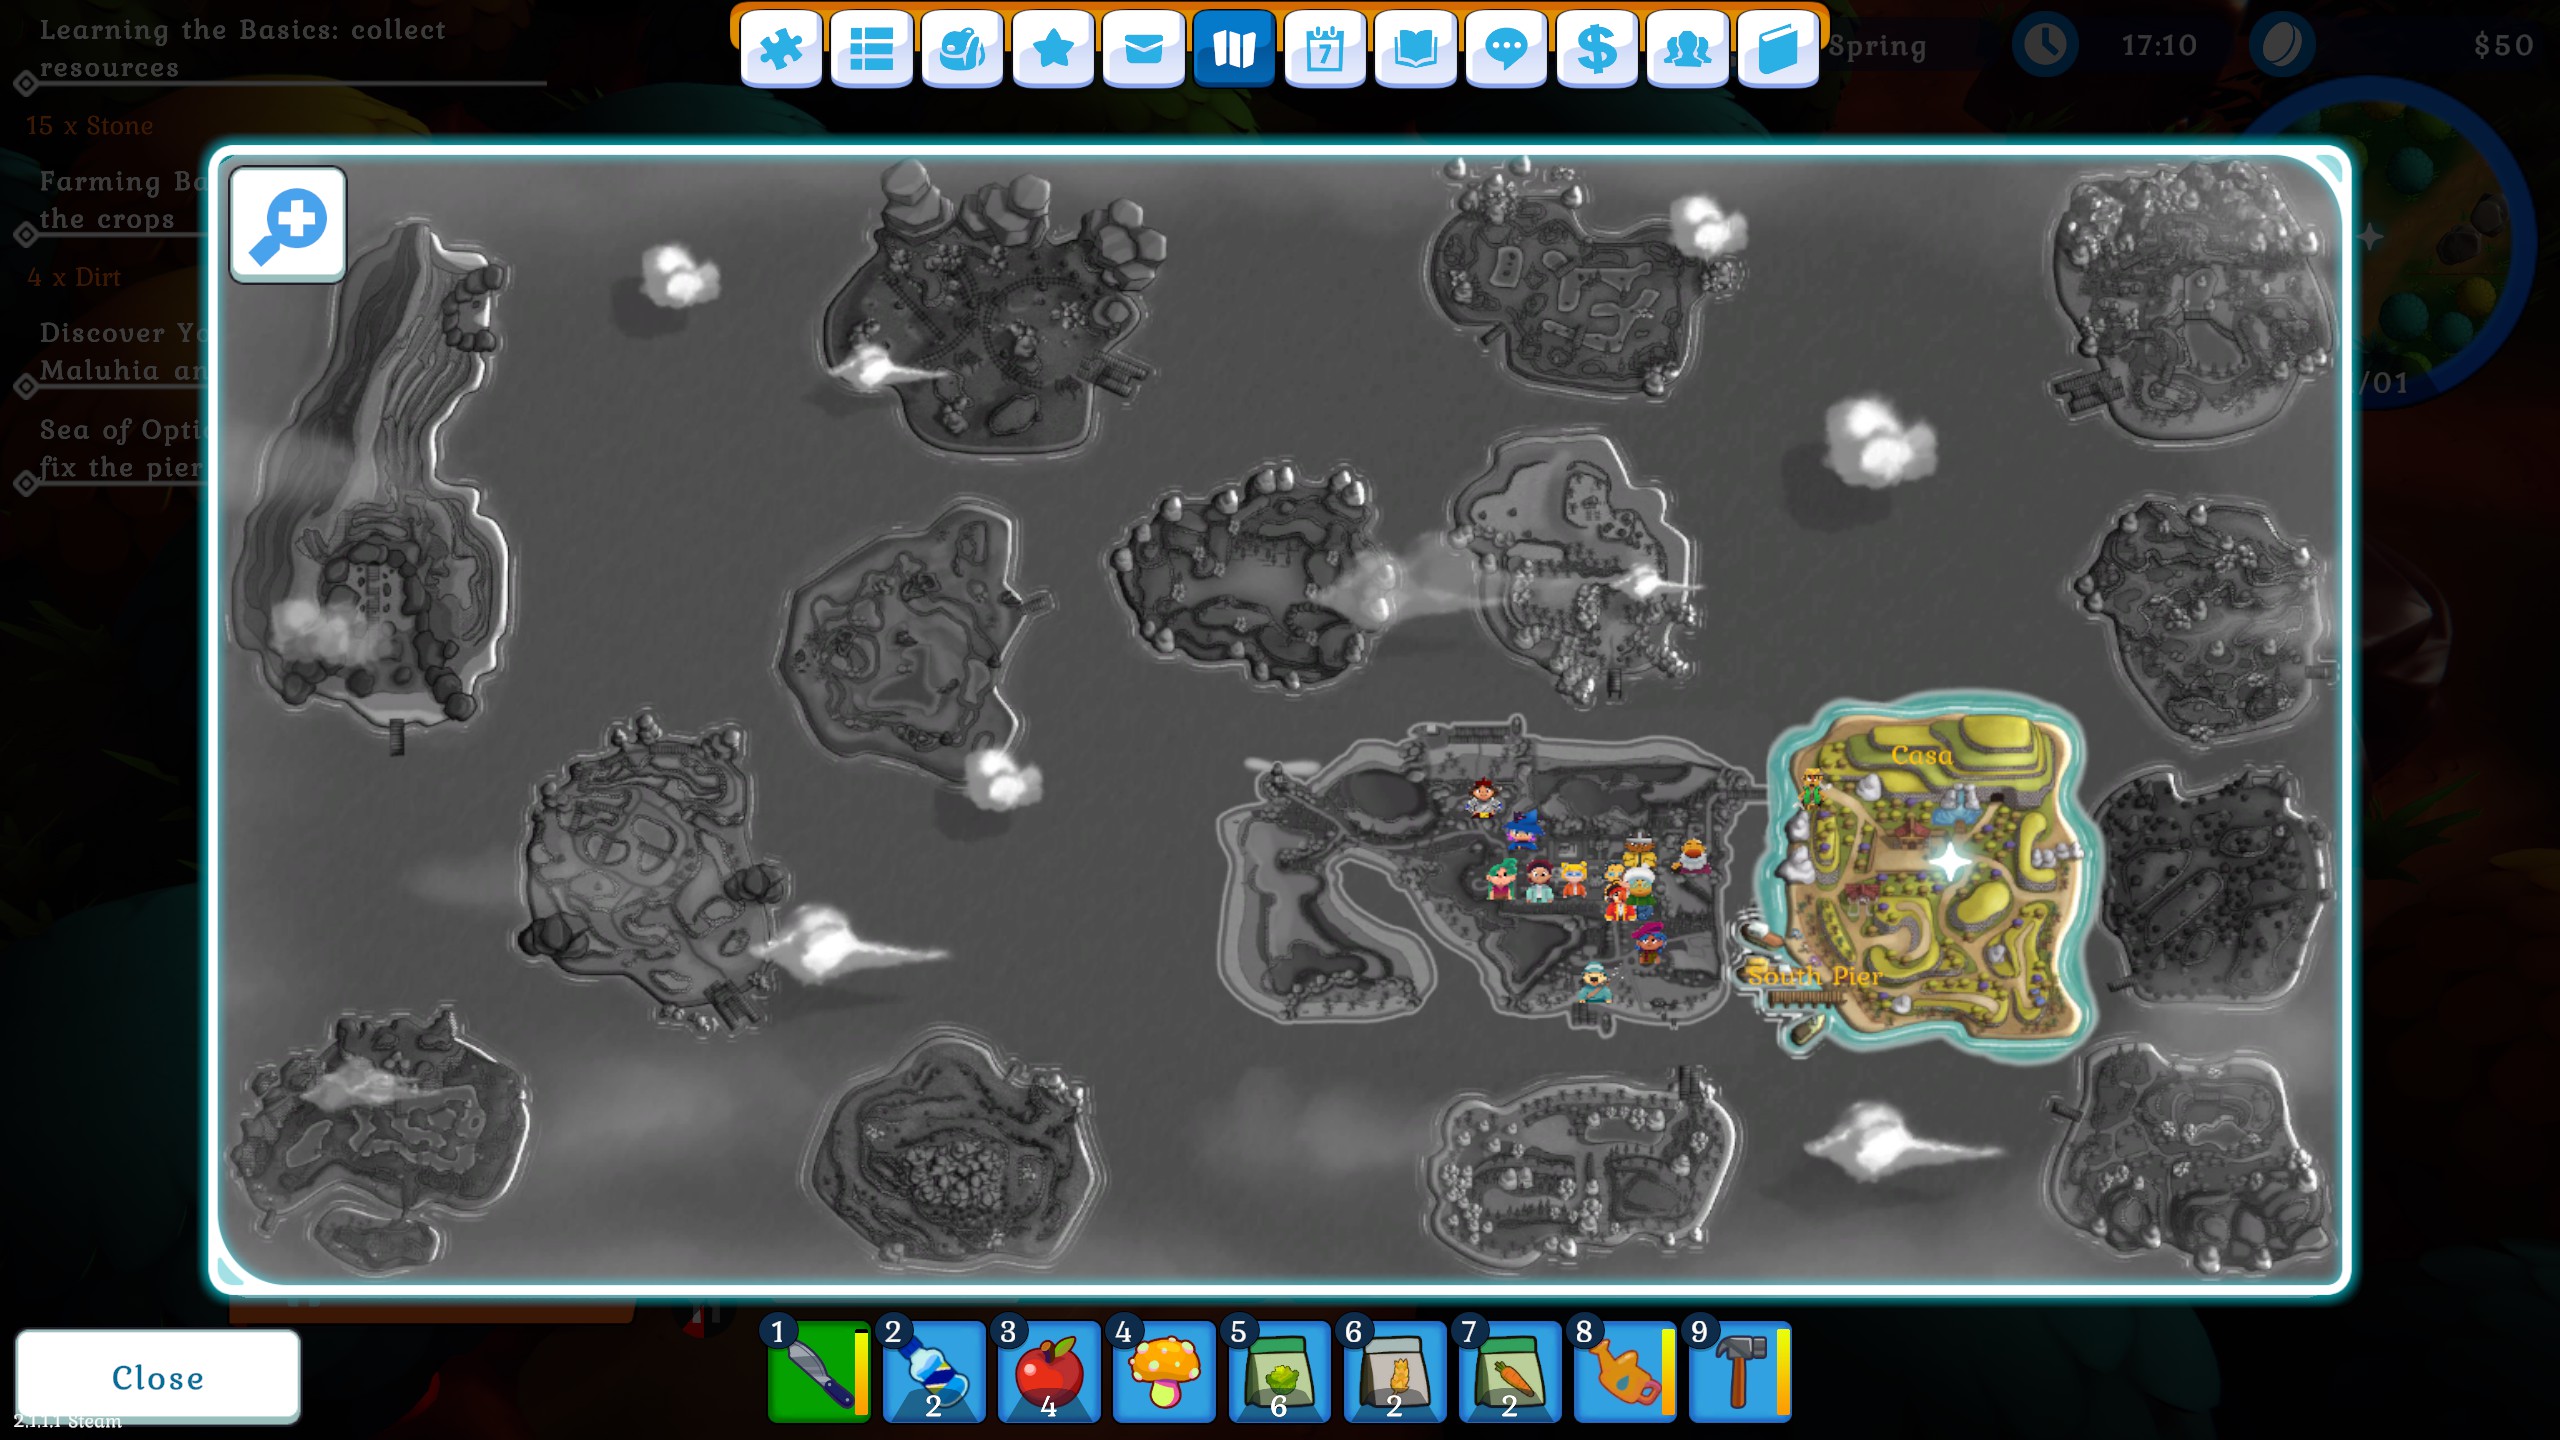 Learning the Basics: collect
resources
15 x Stone
Farming Ba
the crops
4 x Dirt
Discover Yo
Maluhia an
Sea of Opti
fix the pier
7
Spring
17:10
$50
/01
Casa
South Pier
Close
2.1.1.1 Steam
1
2
2
3
4
4
5
6
6
2
7
2
8
9